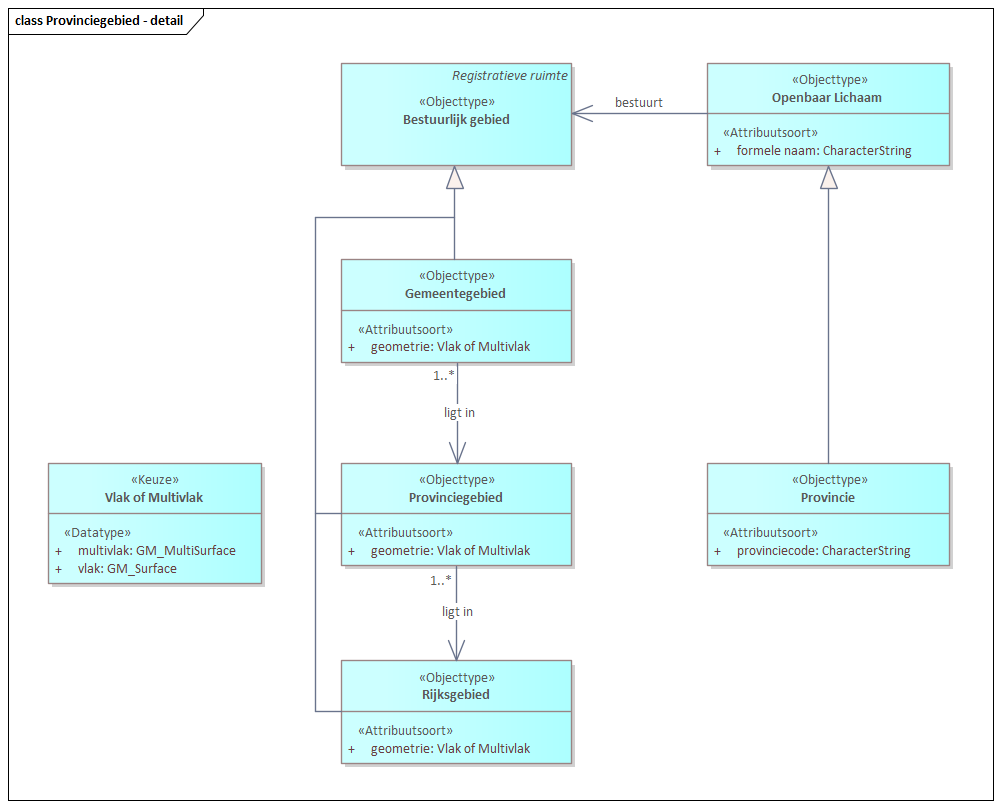 class Provinciegebied - detail
Registratieve ruimte
«Objecttype»
Bestuurlijk gebied
bestuurt
«Objecttype»
Openbaar Lichaam
«Attribuutsoort»
+ formele naam: CharacterString
«Objecttype»
Gemeentegebied
«Attribuutsoort»
+ geometrie: Vlak of Multivlak
1..*
ligt in
«Keuze»
Vlak of Multivlak
«Datatype»
+ multivlak: GM_MultiSurface
+ vlak: GM_Surface
«Objecttype»
Provinciegebied
«Attribuutsoort»
+ geometrie: Vlak of Multivlak
«Objecttype»
Provincie
«Attribuutsoort»
+ provinciecode: CharacterString
1..*
ligt in
«Objecttype»
Rijksgebied
«Attribuutsoort»
+ geometrie: Vlak of Multivlak